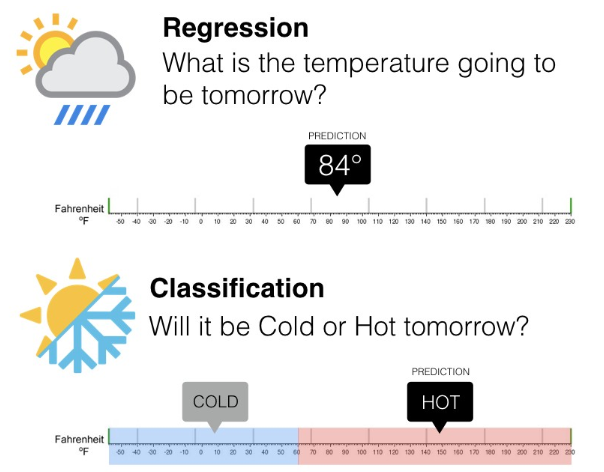 Regression
What is the temperature going to
be tomorrow?
PREDICTION
84°
Fahrenheit
°F
-50 -40 -30 -20 -10 0 10 20 30 40 50 60 70 80 90 100 110 120 130 140 150 160 170 180 190 200 210 220 230
Classification
Will it be Cold or Hot tomorrow?
PREDICTION
COLD HOT
Fahrenheit
°F
-50 -40 -30 -20 -10 0 10 20 30 40 50 60 70 80 90 100 110 120 130 140 150 160 170 180 190 200 210 220 230